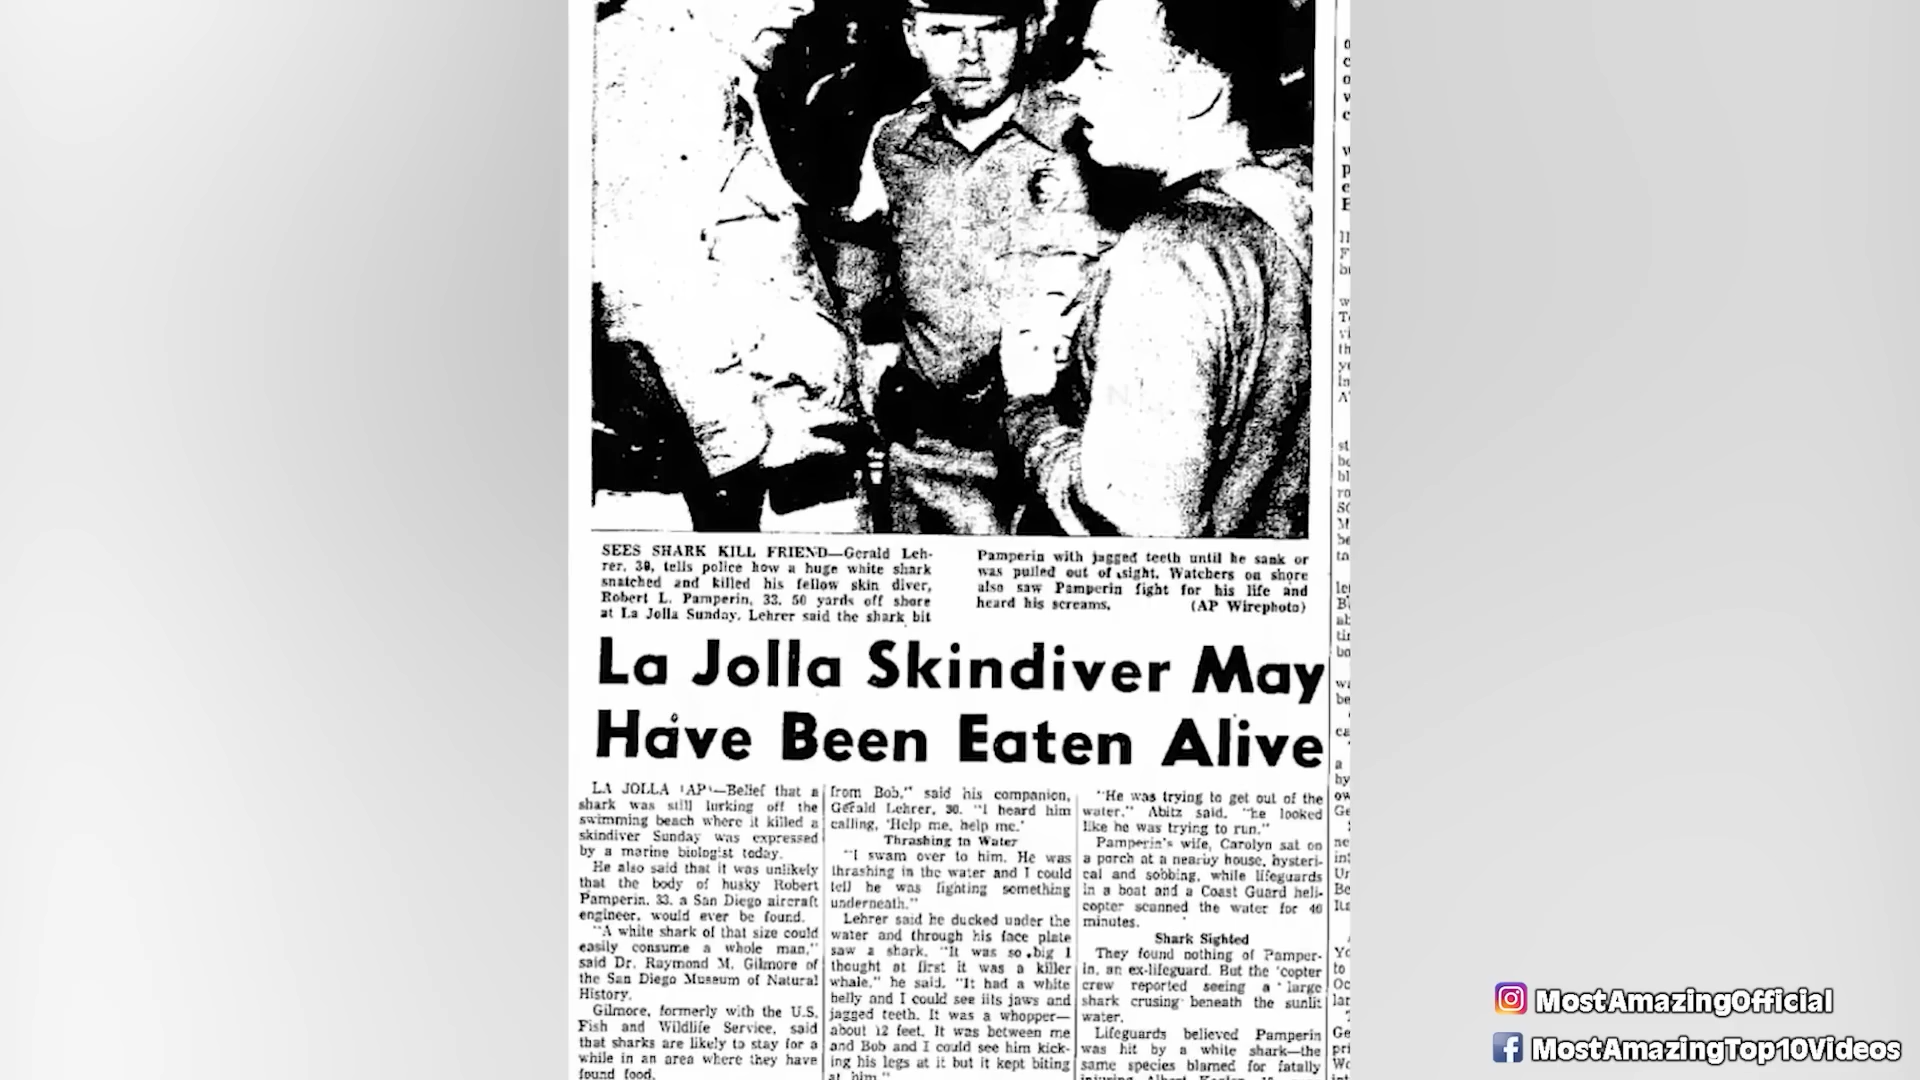 SEES SHARK KILL FRIEND—Gerald Leh-
rer, 30, tells police how a huge white shark
snatched and killed his fellow skin diver,
Robert L. Pamperin, 33, 50 yards off shore
at La Jolla Sunday. Lehrer said the shark bit
Pamperin with jagged teeth until he sank or
was pulled out of sight. Watchers on shore
also saw Pamperin fight for his life and
heard his screams. (AP Wirephoto)
La Jolla Skindiver May
Have Been Eaten Alive
LA JOLLA (AP)—Belief that a
shark was still lurking off the
swimming beach where it killed a
skindiver Sunday was expressed
by a marine biologist today.
He also said that it was unlikely
that the body of husky Robert
Pamperin, 33, a San Diego aircraft
engineer, would ever be found.
"A white shark of that size could
easily consume a whole man,"
said Dr. Raymond M. Gilmore of
the San Diego Museum of Natural
History.
Gilmore, formerly with the U.S.
Fish and Wildlife Service, said
that sharks are likely to stay for a
while in an area where they have
found food.
from Bob," said his companion,
Gerald Lehrer, 30. "I heard him
calling, 'Help me, help me.'
Thrashing in Water
"I swam over to him. He was
thrashing in the water and I could
tell he was fighting something
underneath."
Lehrer said he ducked under the
water and through his face plate
saw a shark. "It was so big I
thought at first it was a killer
whale," he said. "It had a white
belly and I could see iits jaws and
jagged teeth. It was a whopper—
about 12 feet. It was between me
and Bob and I could see him kick-
ing his legs at it but it kept biting
at him."
"He was trying to get out of the
water," Abitz said, "he looked
like he was trying to run."
Pamperin's wife, Carolyn sat on
a porch at a nearby house, hysteri-
cal and sobbing, while lifeguards
in a boat and a Coast Guard heli-
copter scanned the water for 40
minutes.
Shark Sighted
They found nothing of Pamper-
in, an ex-lifeguard. But the 'copter
crew reported seeing a large
shark crusing beneath the sunlit
water.
Lifeguards believed Pamperin
was hit by a white shark—the
same species blamed for fatally
MostAmazingOfficial
MostAmazingTop10Videos